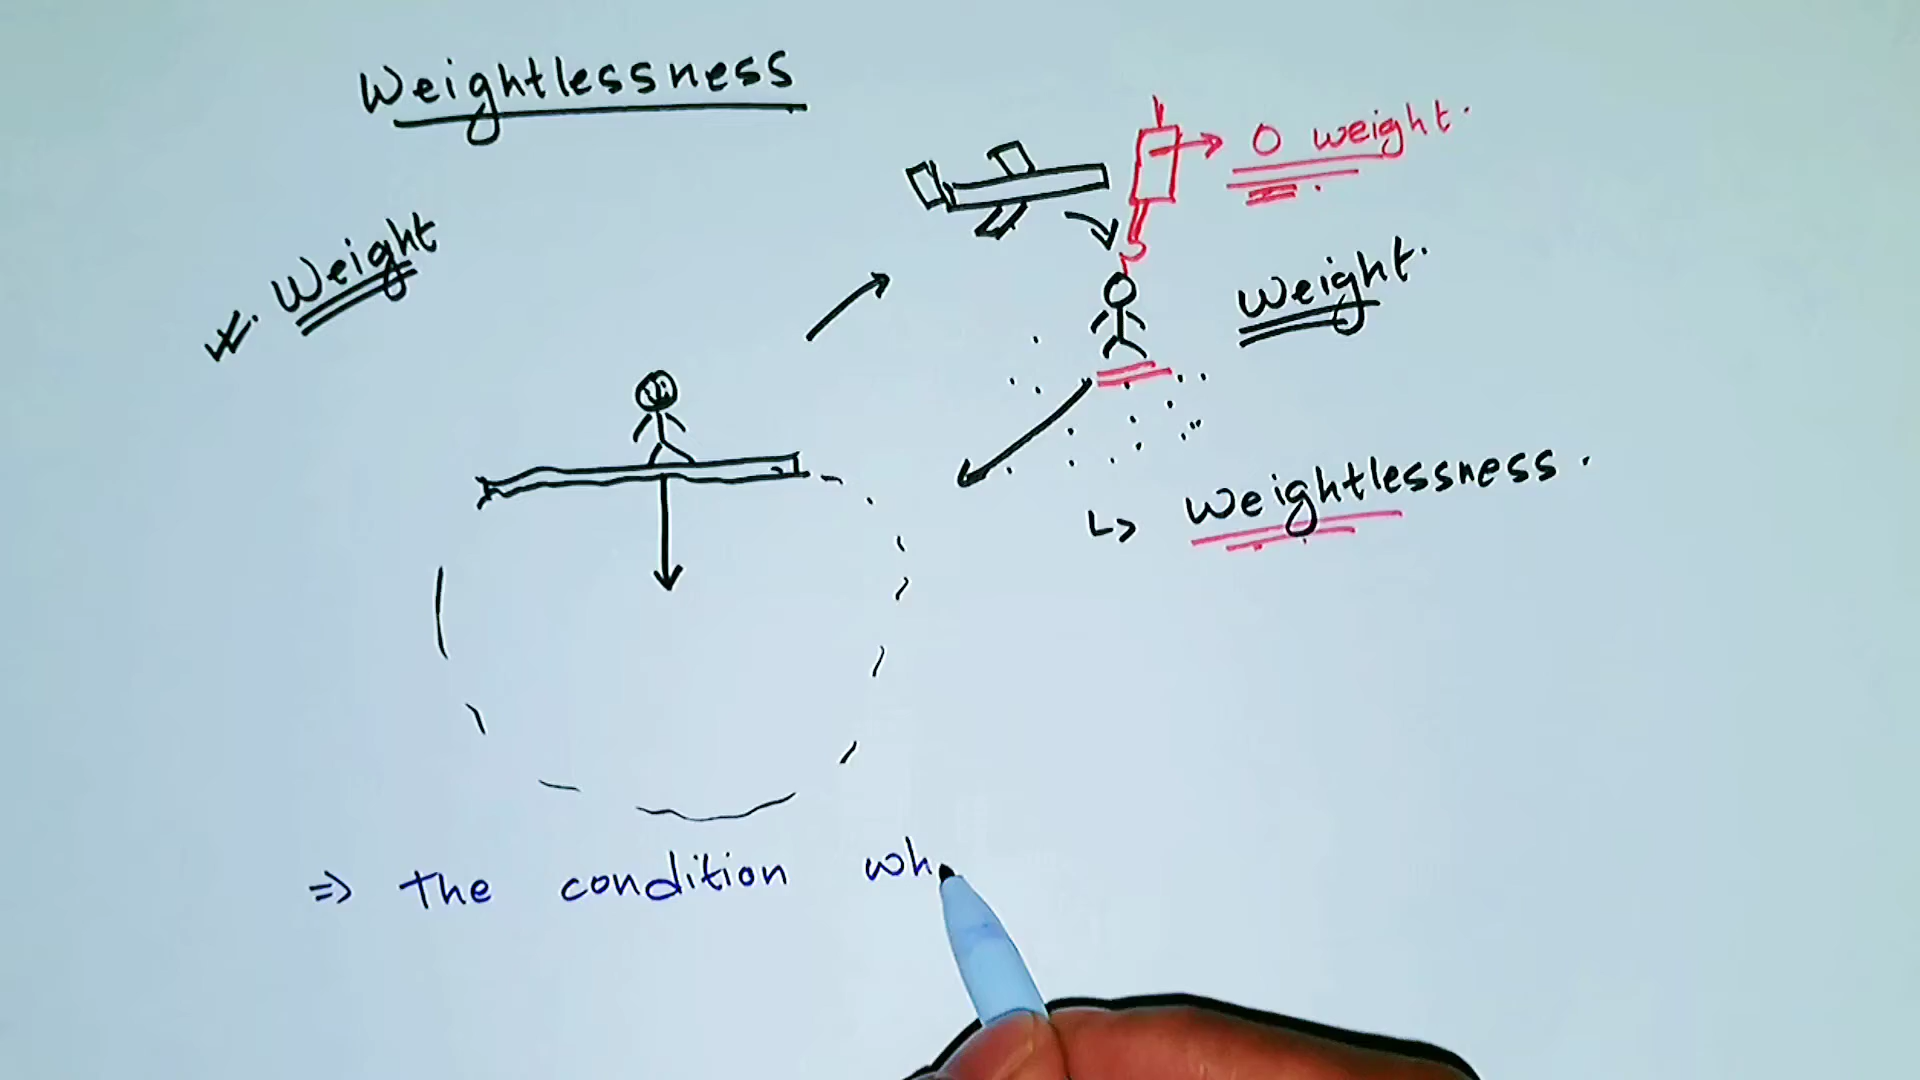 Weightlessness
0 weight.
Weight
Weight.
↳ Weightlessness.
⇒ The condition wh